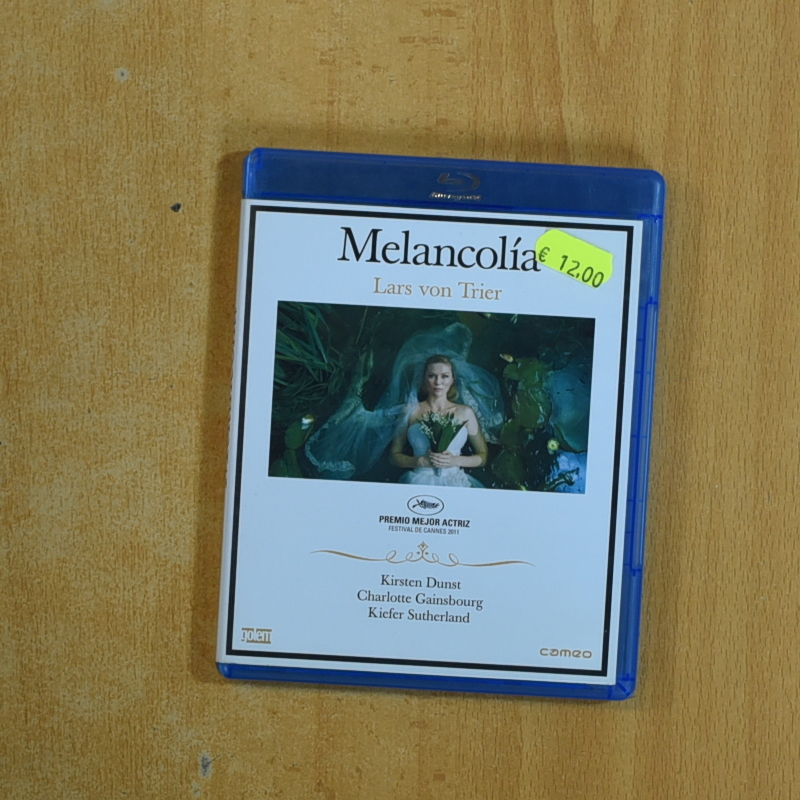 Melancolía
€ 12,00
Lars von Trier
PREMIO MEJOR ACTRIZ
FESTIVAL DE CANNES 2011
Kirsten Dunst
Charlotte Gainsbourg
Kiefer Sutherland
golem
cameo